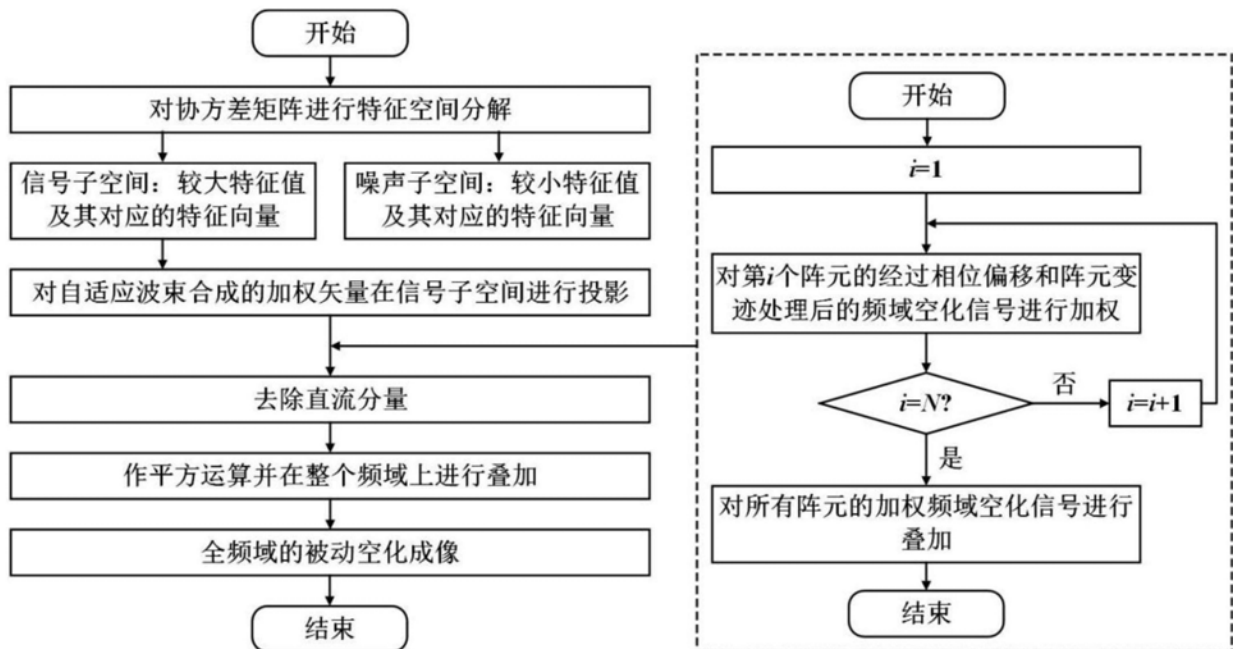 开始
对协方差矩阵进行特征空间分解
信号子空间：较大特征值
及其对应的特征向量
噪声子空间：较小特征值
及其对应的特征向量
对自适应波束合成的加权矢量在信号子空间进行投影
去除直流分量
作平方运算并在整个频域上进行叠加
全频域的被动空化成像
结束
开始
i=1
对第i个阵元的经过相位偏移和阵元变
迹处理后的频域空化信号进行加权
i=N?
否
i=i+1
是
对所有阵元的加权频域空化信号进行
叠加
结束